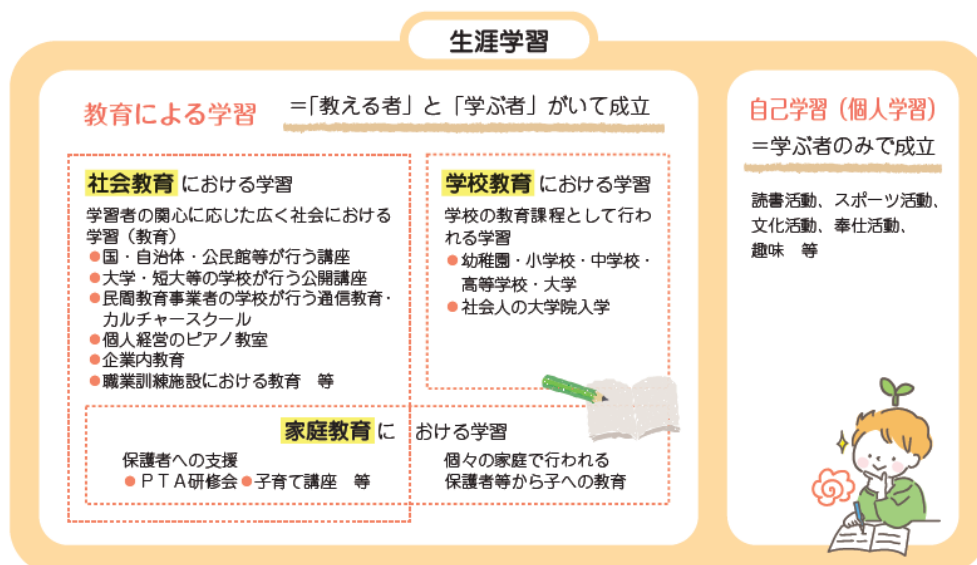 生涯学習
教育による学習 ＝「教える者」と「学ぶ者」がいて成立
社会教育 における学習
学習者の関心に応じた広く社会における
学習（教育）
●国・自治体・公民館等が行う講座
●大学・短大等の学校が行う公開講座
●民間教育事業者の学校が行う通信教育・
カルチャースクール
●個人経営のピアノ教室
●企業内教育
●職業訓練施設における教育　等
学校教育 における学習
学校の教育課程として行わ
れる学習
●幼稚園・小学校・中学校・
高等学校・大学
●社会人の大学院入学
家庭教育 における学習
保護者への支援
●ＰＴＡ研修会 ●子育て講座　等
個々の家庭で行われる
保護者等から子への教育
自己学習（個人学習）
＝学ぶ者のみで成立
読書活動、スポーツ活動、
文化活動、奉仕活動、
趣味　等